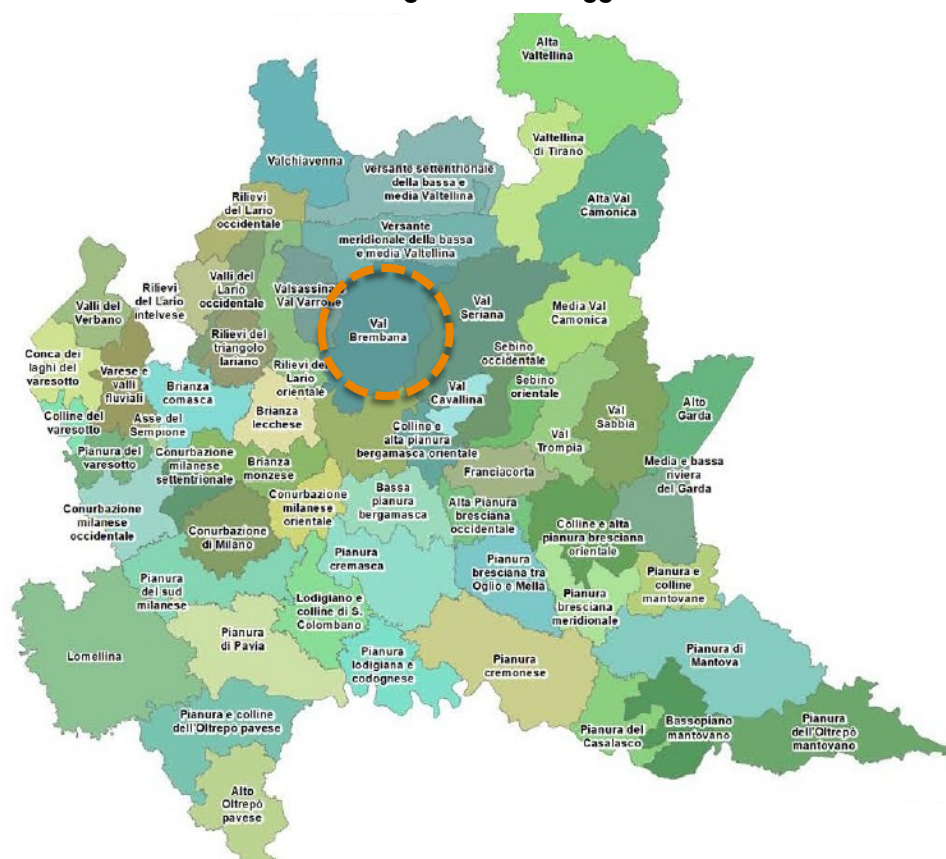 Alta
Valtellina
Valtellina
di Tirano
Valchiavenna
Versante settentrionale
della bassa e
media Valtellina
Alta Val
Camonica
Rilievi
del Lario
occidentale
Versante
meridionale della bassa
e media Valtellina
Valli del
Verbano
Rilievi
del Lario
intelvese
Valli del
Lario
occidentale
Valsassina e
Val Varrone
Val
Brembana
Val
Seriana
Media Val
Camonica
Conca dei
laghi del
varesotto
Varese e
valli
fluviali
Rilievi del
triangolo
lariano
Rilievi del
Lario
orientale
Sebino
occidentale
Sebino
orientale
Val
Cavallina
Brianza
comasca
Brianza
lecchese
Val
Sabbia
Alto
Garda
Colline del
varesotto
Asse del
Sempione
Colline e
alta pianura
bergamasca orientale
Val
Trompia
Pianura del
varesotto
Conurbazione
milanese
settentrionale
Brianza
monzese
Franciacorta
Media e bassa
riviera
del Garda
Conurbazione
milanese
occidentale
Conurbazione
di Milano
Conurbazione
milanese
orientale
Bassa
pianura
bergamasca
Alta Pianura
bresciana
occidentale
Colline e alta
pianura bresciana
orientale
Pianura
cremasca
Pianura
bresciana tra
Oglio e Mella
Pianura e
colline
mantovane
Pianura
del sud
milanese
Lodigiano e
colline di S.
Colombano
Pianura
bresciana
meridionale
Lomellina
Pianura
di Pavia
Pianura
lodigiana e
codognese
Pianura
cremonese
Pianura di
Mantova
Pianura e colline
dell'Oltrepò pavese
Pianura del
Casalasco
Bassopiano
mantovano
Pianura
dell'Oltrepò
mantovano
Alto
Oltrepò
pavese